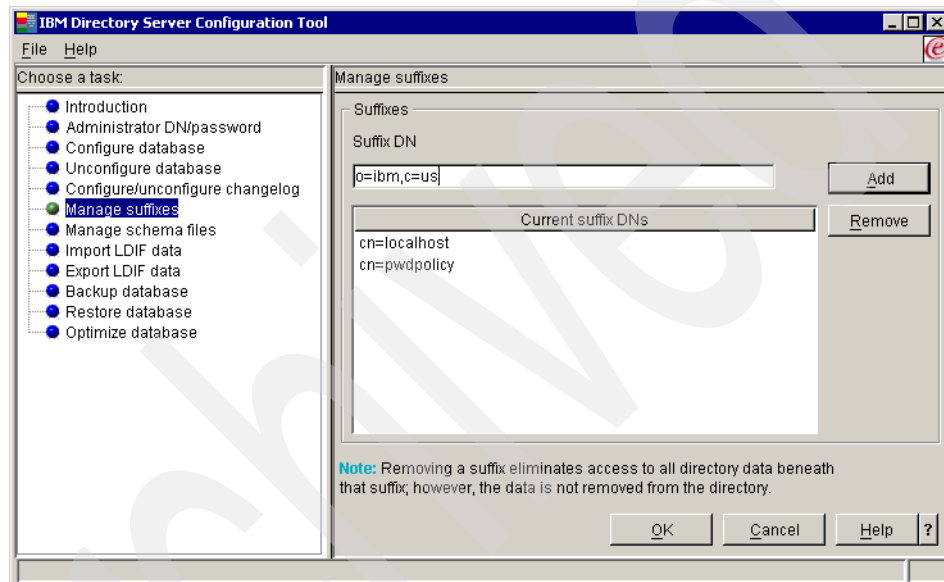 IBM Directory Server Configuration Tool
File Help
Choose a task:
Introduction
Administrator DN/password
Configure database
Unconfigure database
Configure/unconfigure changelog
Manage suffixes
Manage schema files
Import LDIF data
Export LDIF data
Backup database
Restore database
Optimize database
Manage suffixes
Suffixes
Suffix DN
o=ibm,c=us
Add
Current suffix DNs
Remove
cn=localhost
cn=pwdpolicy
Note: Removing a suffix eliminates access to all directory data beneath
that suffix; however, the data is not removed from the directory.
OK Cancel Help ?